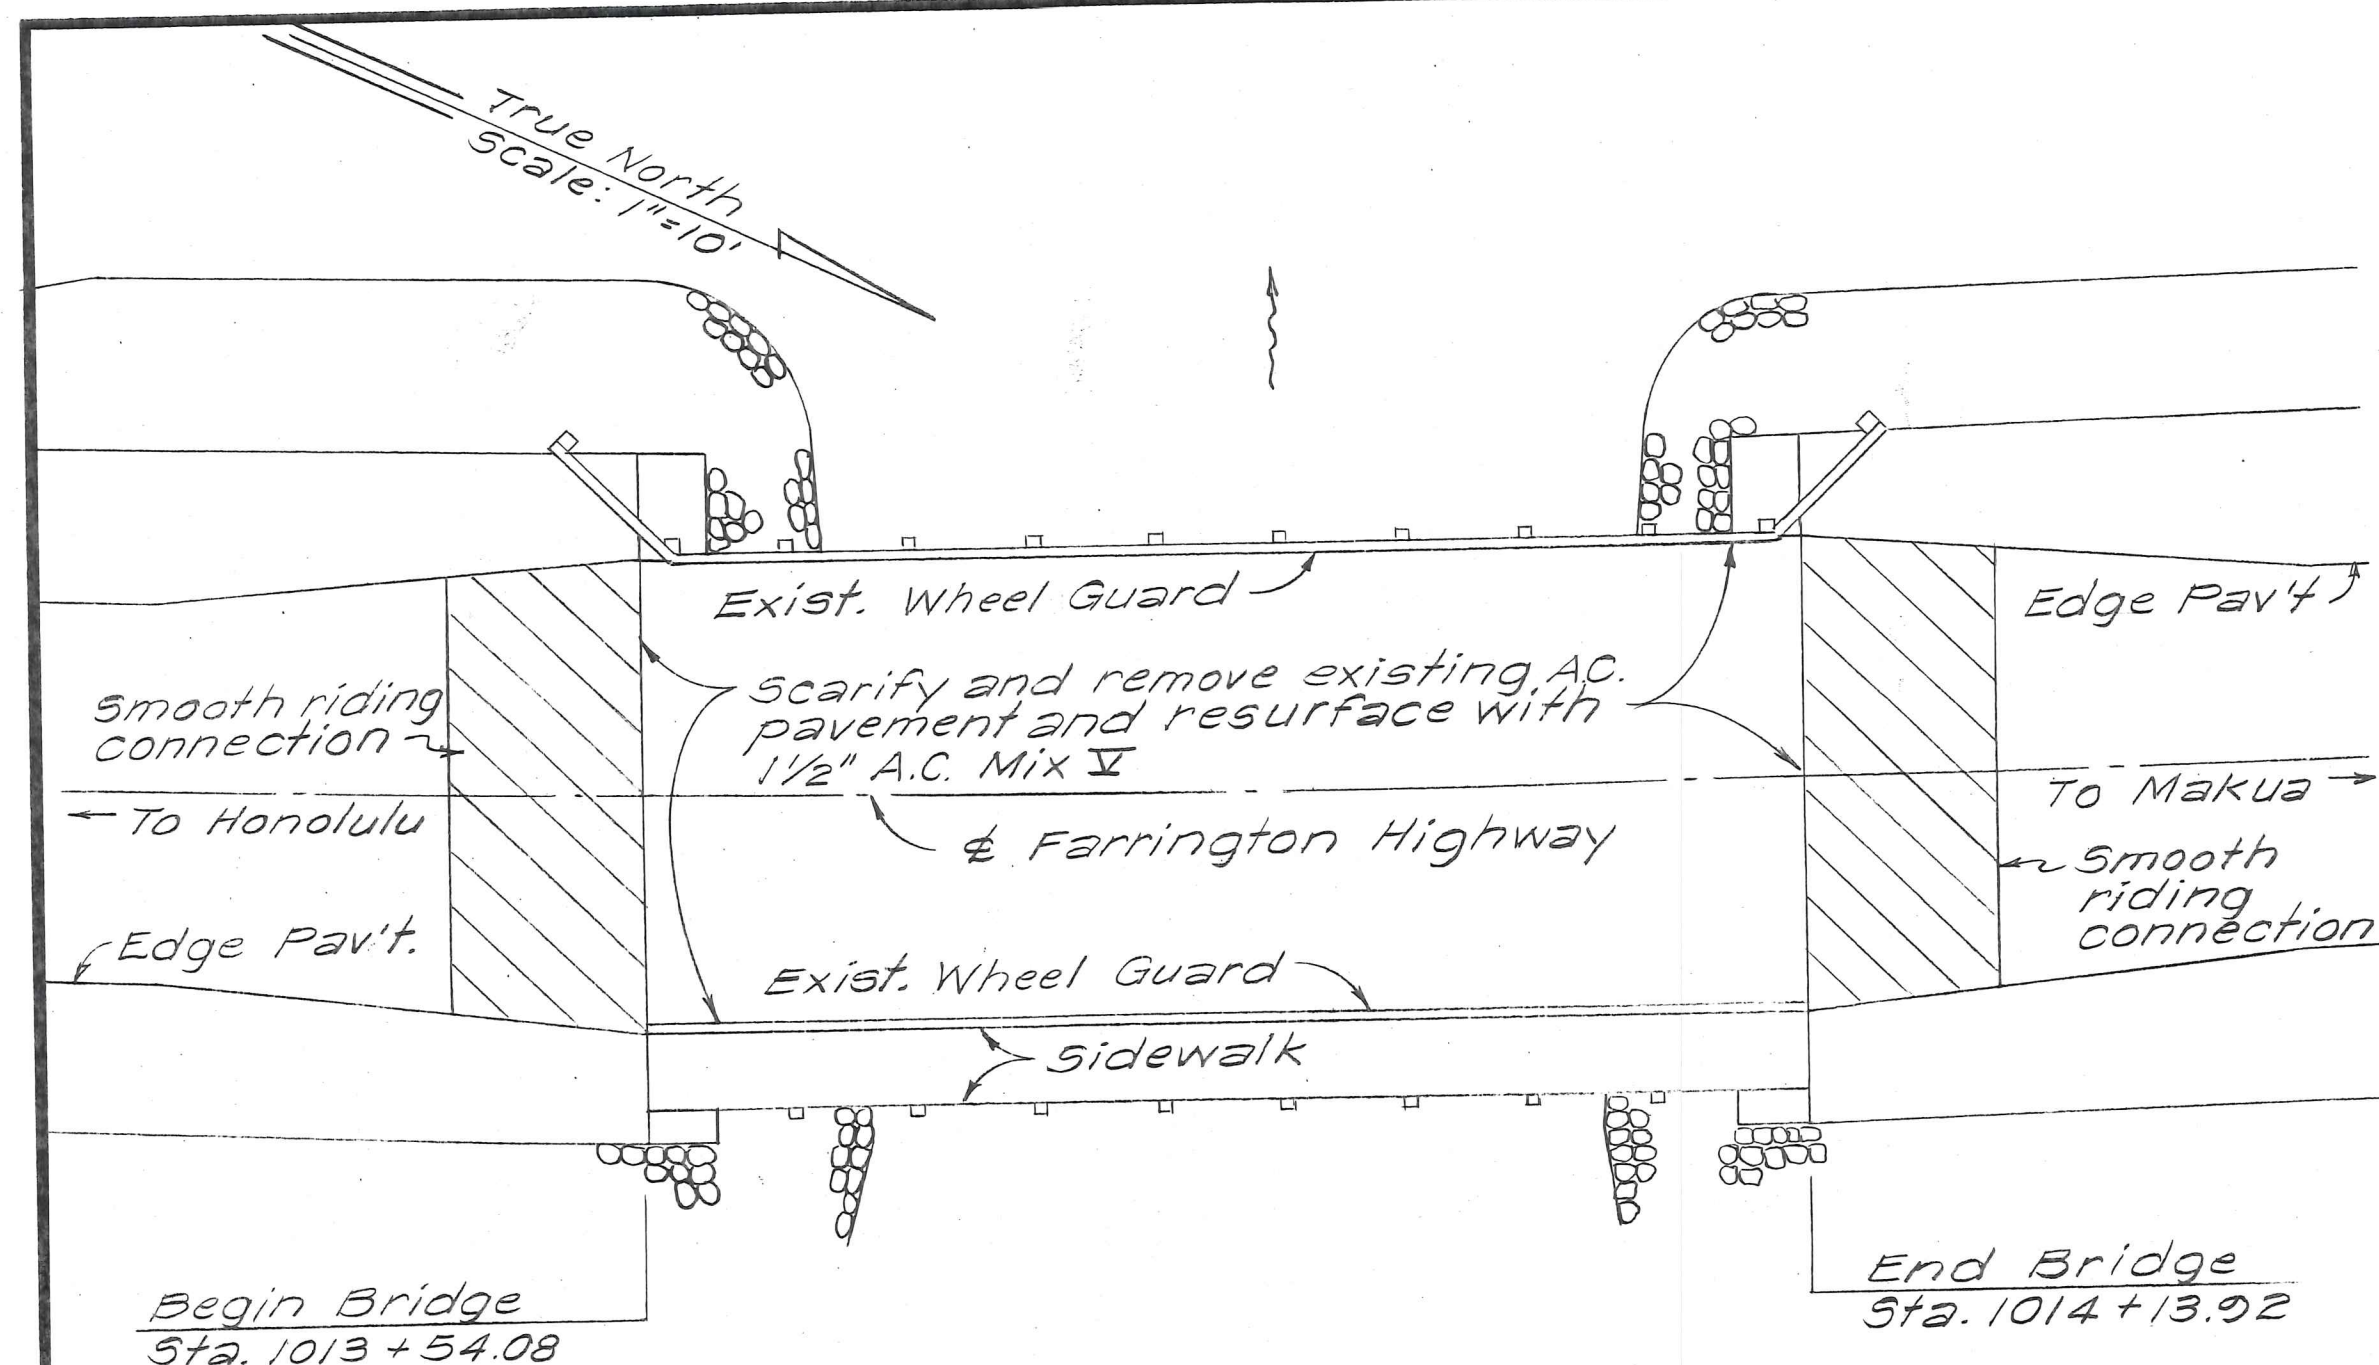 True North
Scale: 1"=10'
Exist. Wheel Guard
Edge Pav't
Scarify and remove existing A.C.
pavement and resurface with
1½" A.C. Mix V
Smooth riding
connection
To Honolulu
To Makua
℄ Farrington Highway
Smooth
riding
connection
Edge Pav't.
Exist. Wheel Guard
Sidewalk
Begin Bridge
Sta. 1013 + 54.08
End Bridge
Sta. 1014 + 13.92